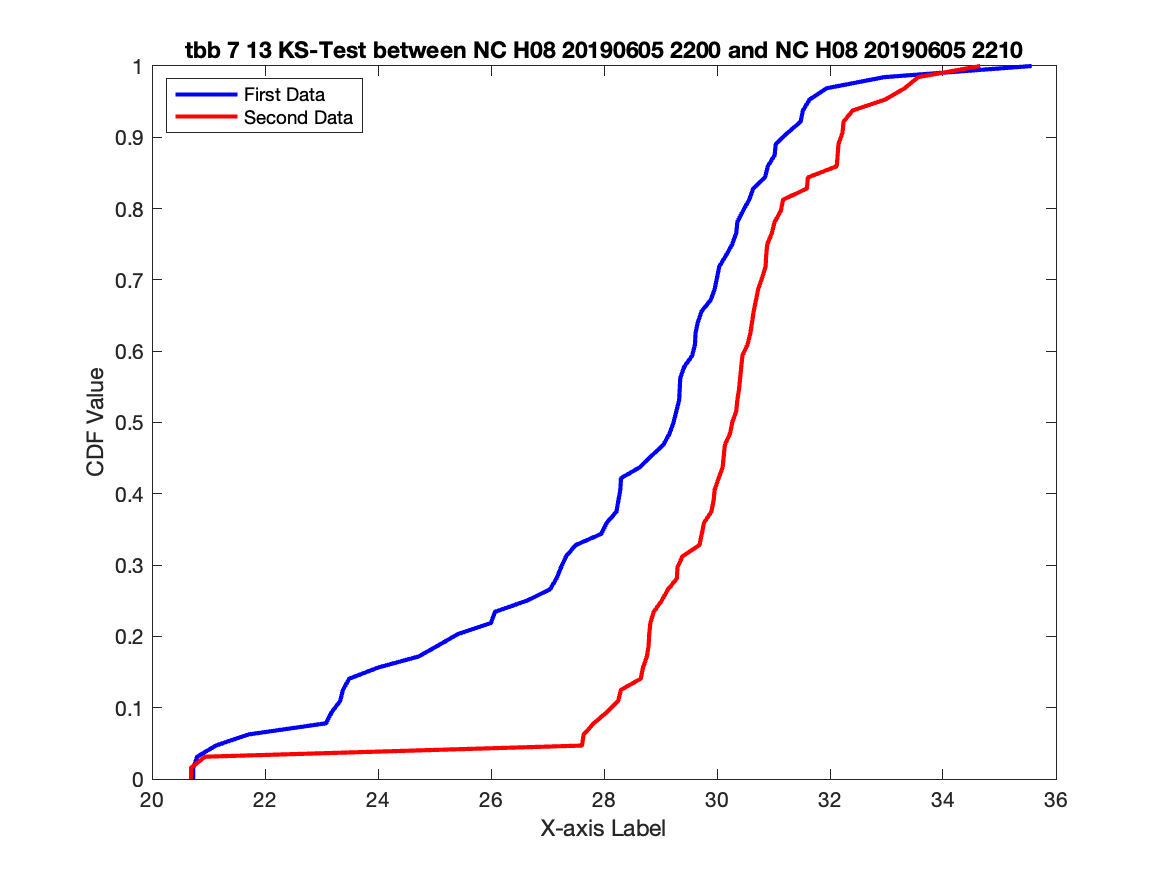 tbb 7 13 KS-Test between NC H08 20190605 2200 and NC H08 20190605 2210
First Data
Second Data
CDF Value
1
0.9
0.8
0.7
0.6
0.5
0.4
0.3
0.2
0.1
0
20 22 24 26 28 30 32 34 36
X-axis Label